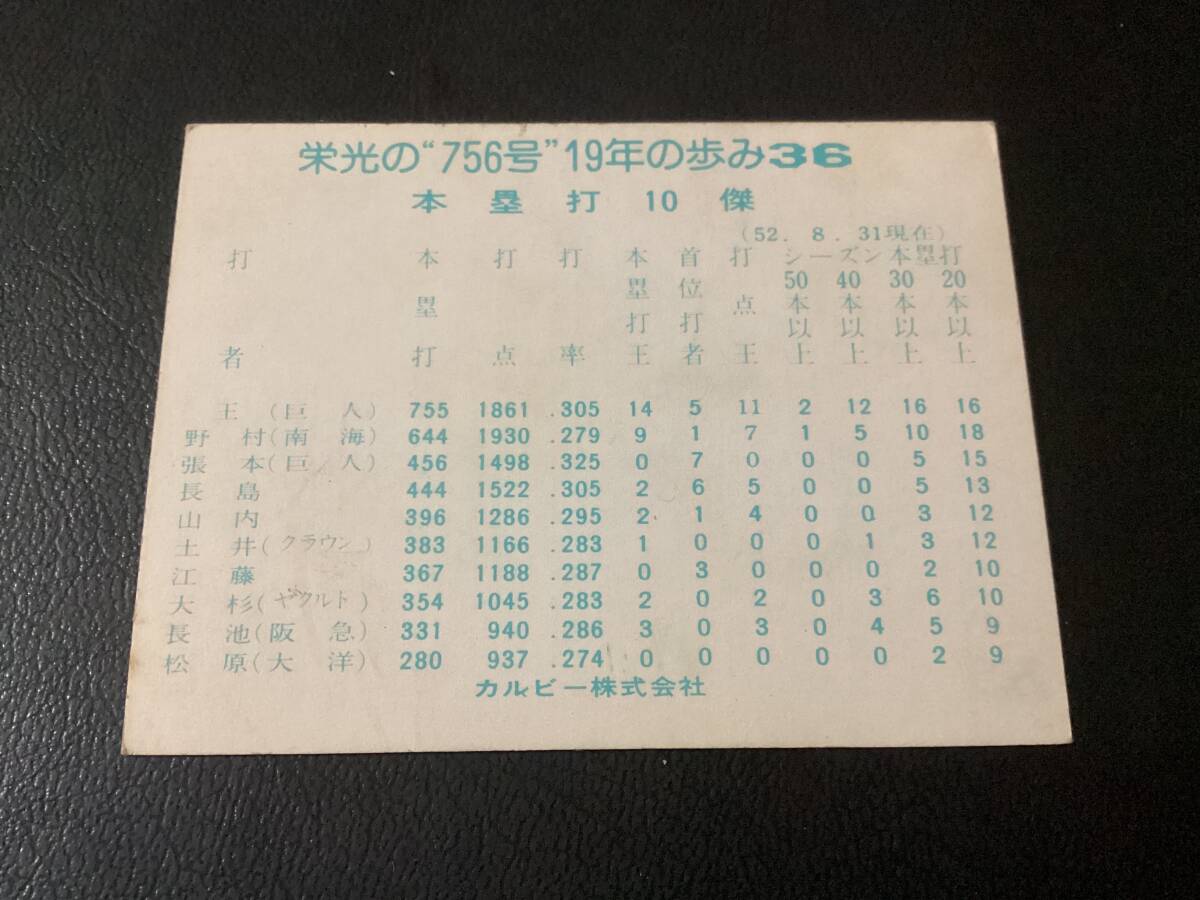 栄光の“756号”19年の歩み36
本塁打10傑
(52.8.31現在)
打者 本塁打 打点 打率 本塁打王 首位打者 打点王 シーズン本塁打 50本以上 40本以上 30本以上 20本以上
王(巨人) 755 1861 .305 14 5 11 2 12 16 16
野村(南海) 644 1930 .279 9 1 7 1 5 10 18
張本(巨人) 456 1498 .325 0 7 0 0 0 5 15
長島 444 1522 .305 2 6 5 0 0 5 13
山内 396 1286 .295 2 1 4 0 0 3 12
土井(クラウン) 383 1166 .283 1 0 0 0 1 3 12
江藤 367 1188 .287 0 3 0 0 0 2 10
大杉(ヤクルト) 354 1045 .283 2 0 2 0 3 6 10
長池(阪急) 331 940 .286 3 0 3 0 4 5 9
松原(大洋) 280 937 .274 0 0 0 0 0 2 9
カルビー株式会社